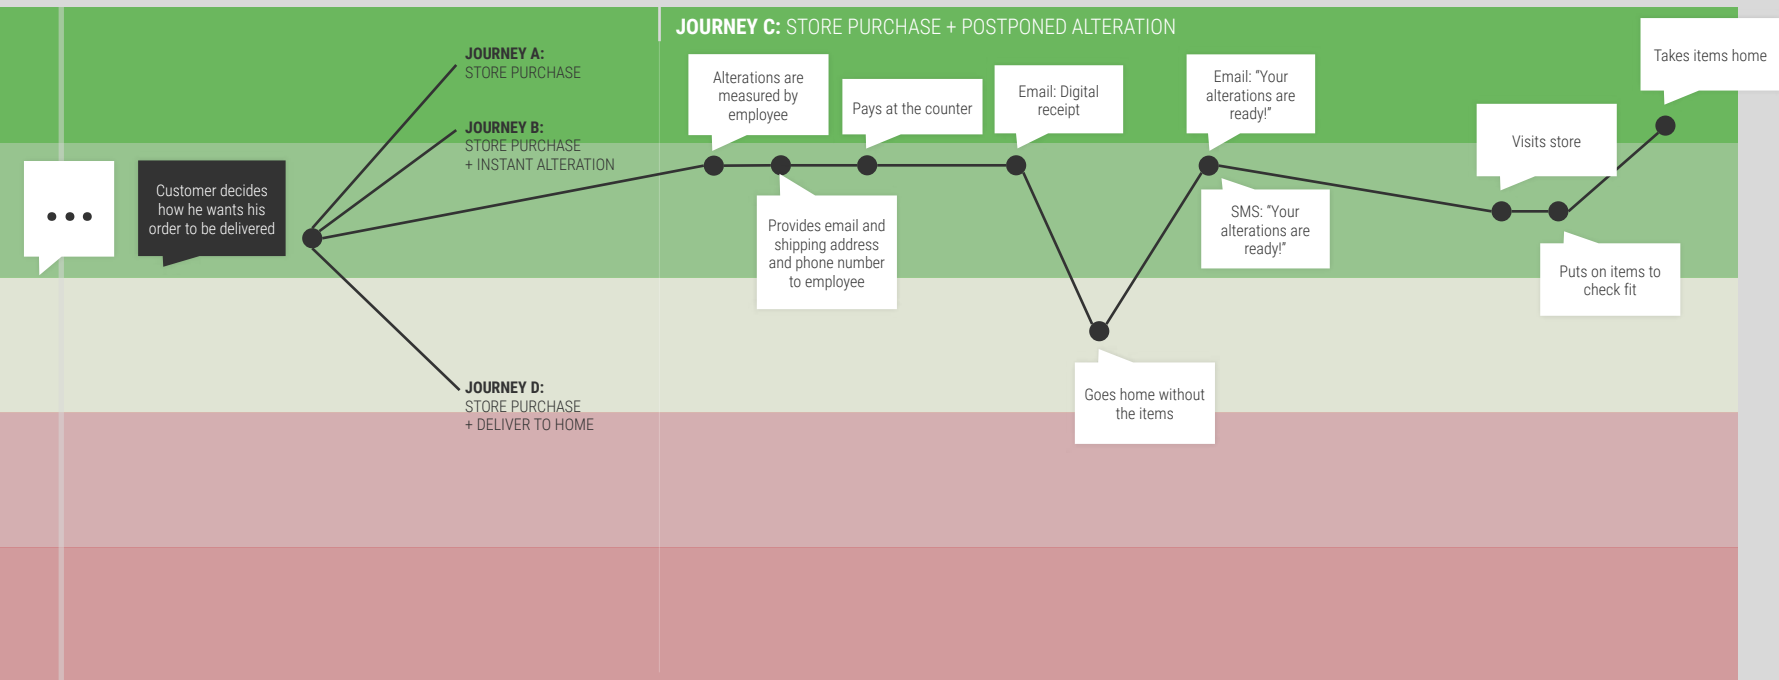 JOURNEY C: STORE PURCHASE + POSTPONED ALTERATION
JOURNEY A:
STORE PURCHASE
JOURNEY B:
STORE PURCHASE
+ INSTANT ALTERATION
Customer decides
how he wants his
order to be delivered
JOURNEY D:
STORE PURCHASE
+ DELIVER TO HOME
Alterations are
measured by
employee
Provides email and
shipping address
and phone number
to employee
Pays at the counter
Email: Digital
receipt
Goes home without
the items
Email: “Your
alterations are
ready!”
SMS: “Your
alterations are
ready!”
Visits store
Puts on items to
check fit
Takes items home